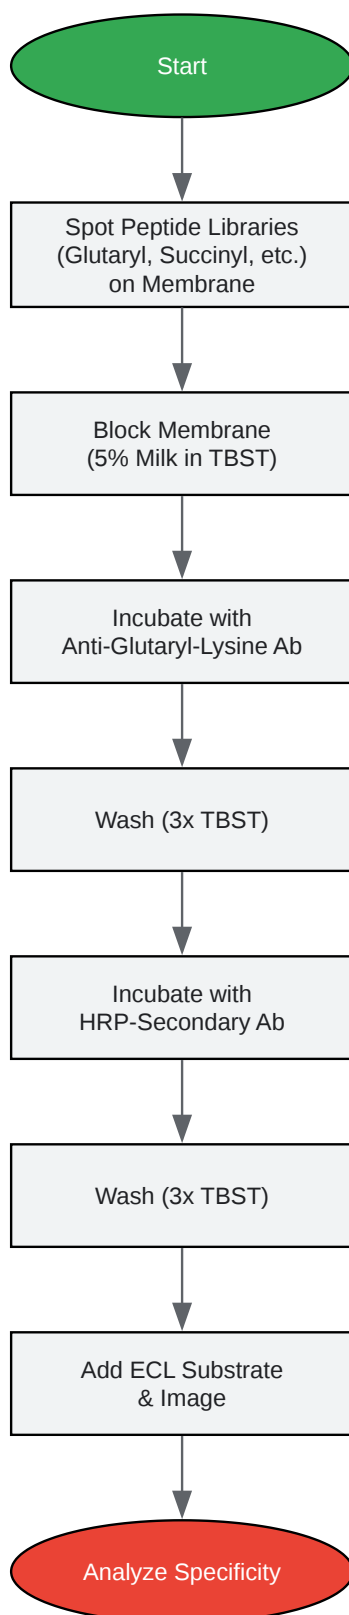 Start
Spot Peptide Libraries
(Glutaryl, Succinyl, etc.)
on Membrane
Block Membrane
(5% Milk in TBST)
Incubate with
Anti-Glutaryl-Lysine Ab
Wash (3x TBST)
Incubate with
HRP-Secondary Ab
Wash (3x TBST)
Add ECL Substrate
& Image
Analyze Specificity